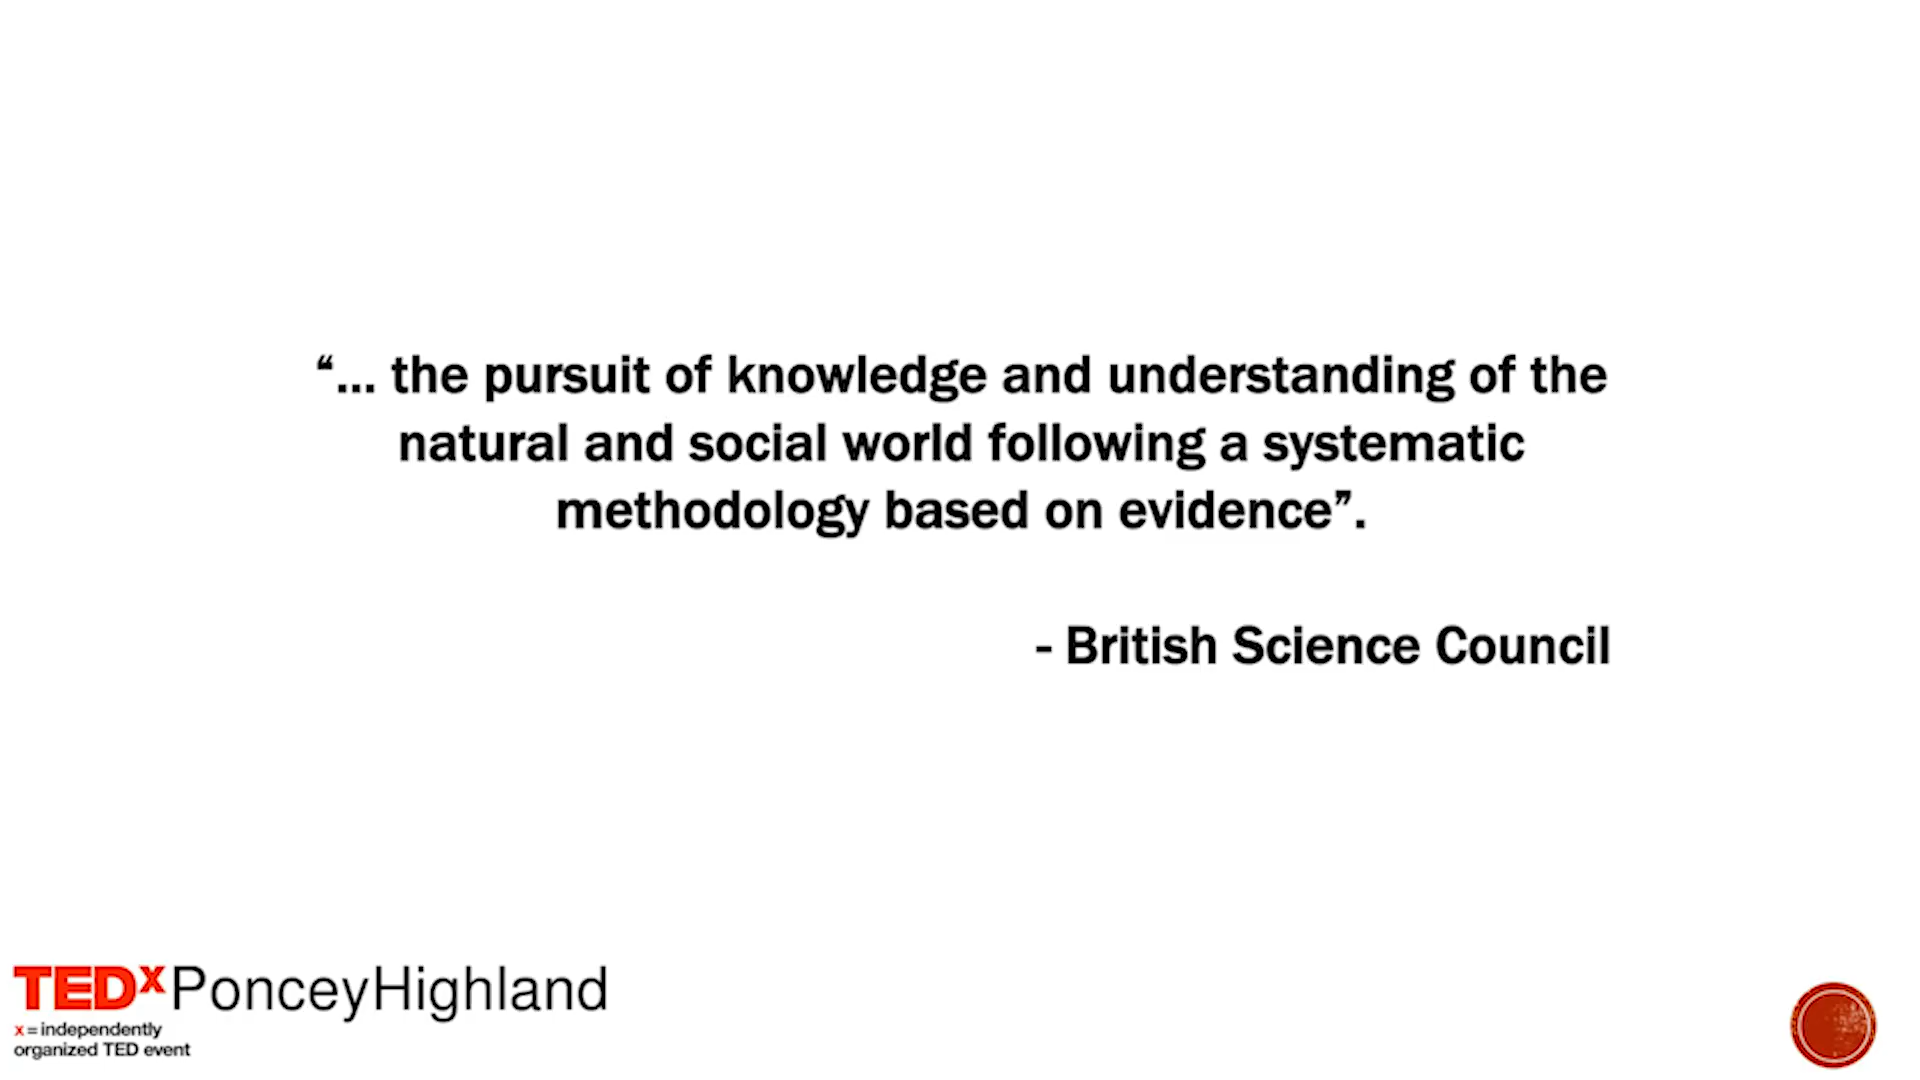 “... the pursuit of knowledge and understanding of the
natural and social world following a systematic
methodology based on evidence”.
- British Science Council
TEDxPonceyHighland
x = independently
organized TED event